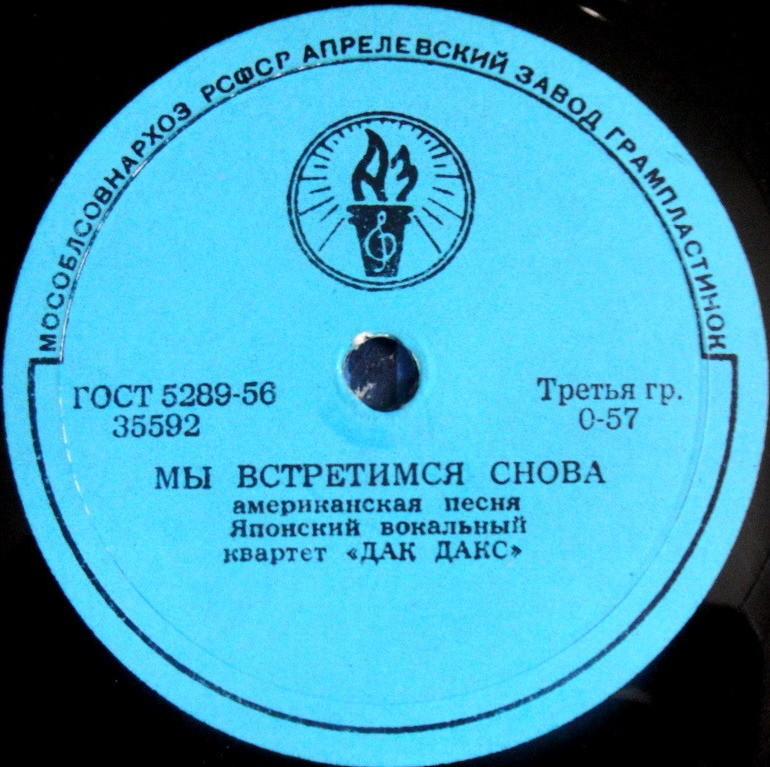 МОСОБЛСОВНАРХОЗ РСФСР АПРЕЛЕВСКИЙ ЗАВОД ГРАМПЛАСТИНОК
АЗ
ГОСТ 5289-56
35592
Третья гр.
0-57
МЫ ВСТРЕТИМСЯ СНОВА
американская песня
Японский вокальный
квартет «ДАК ДАКС»